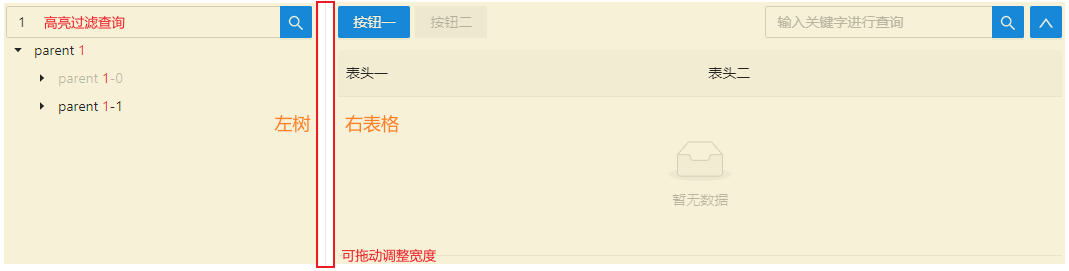 1 高亮过滤查询
parent 1
parent 1-0
parent 1-1
左树
按钮一 按钮二 输入关键字进行查询
表头一 表头二
右表格
暂无数据
可拖动调整宽度